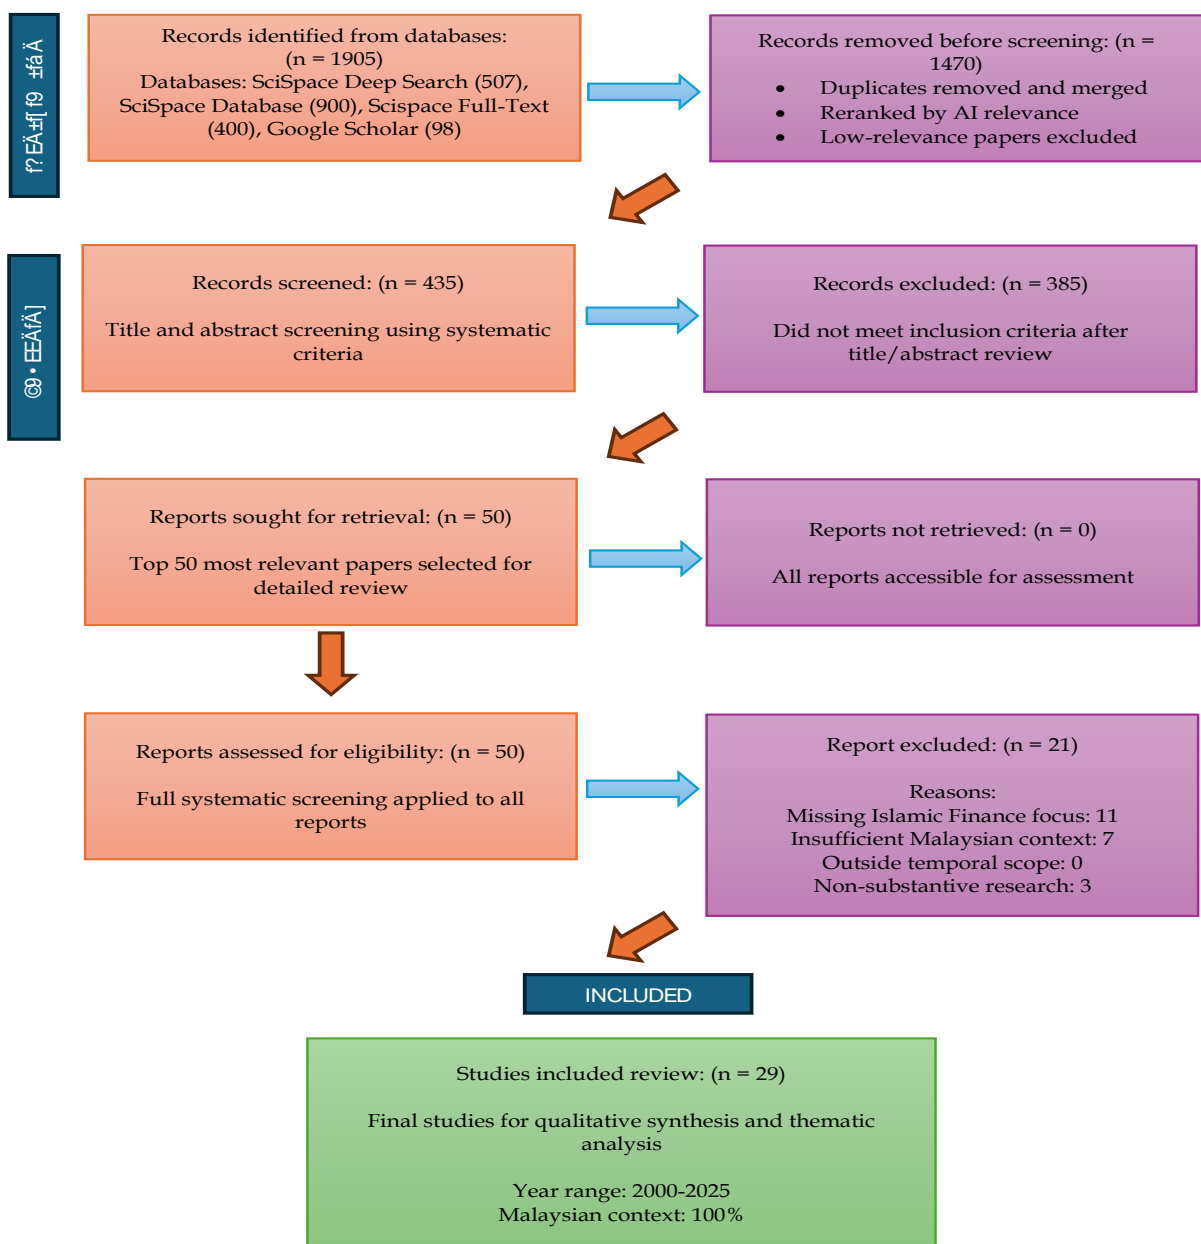 Records identified from databases:
(n = 1905)
Databases: SciSpace Deep Search (507),
SciSpace Database (900), Scispace Full-Text
(400), Google Scholar (98)
Records removed before screening: (n =
1470)
• Duplicates removed and merged
• Reranked by AI relevance
• Low-relevance papers excluded
Records screened: (n = 435)
Title and abstract screening using systematic
criteria
Records excluded: (n = 385)
Did not meet inclusion criteria after
title/abstract review
Reports sought for retrieval: (n = 50)
Top 50 most relevant papers selected for
detailed review
Reports not retrieved: (n = 0)
All reports accessible for assessment
Reports assessed for eligibility: (n = 50)
Full systematic screening applied to all
reports
Report excluded: (n = 21)
Reasons:
Missing Islamic Finance focus: 11
Insufficient Malaysian context: 7
Outside temporal scope: 0
Non-substantive research: 3
INCLUDED
Studies included review: (n = 29)
Final studies for qualitative synthesis and thematic
analysis
Year range: 2000-2025
Malaysian context: 100%